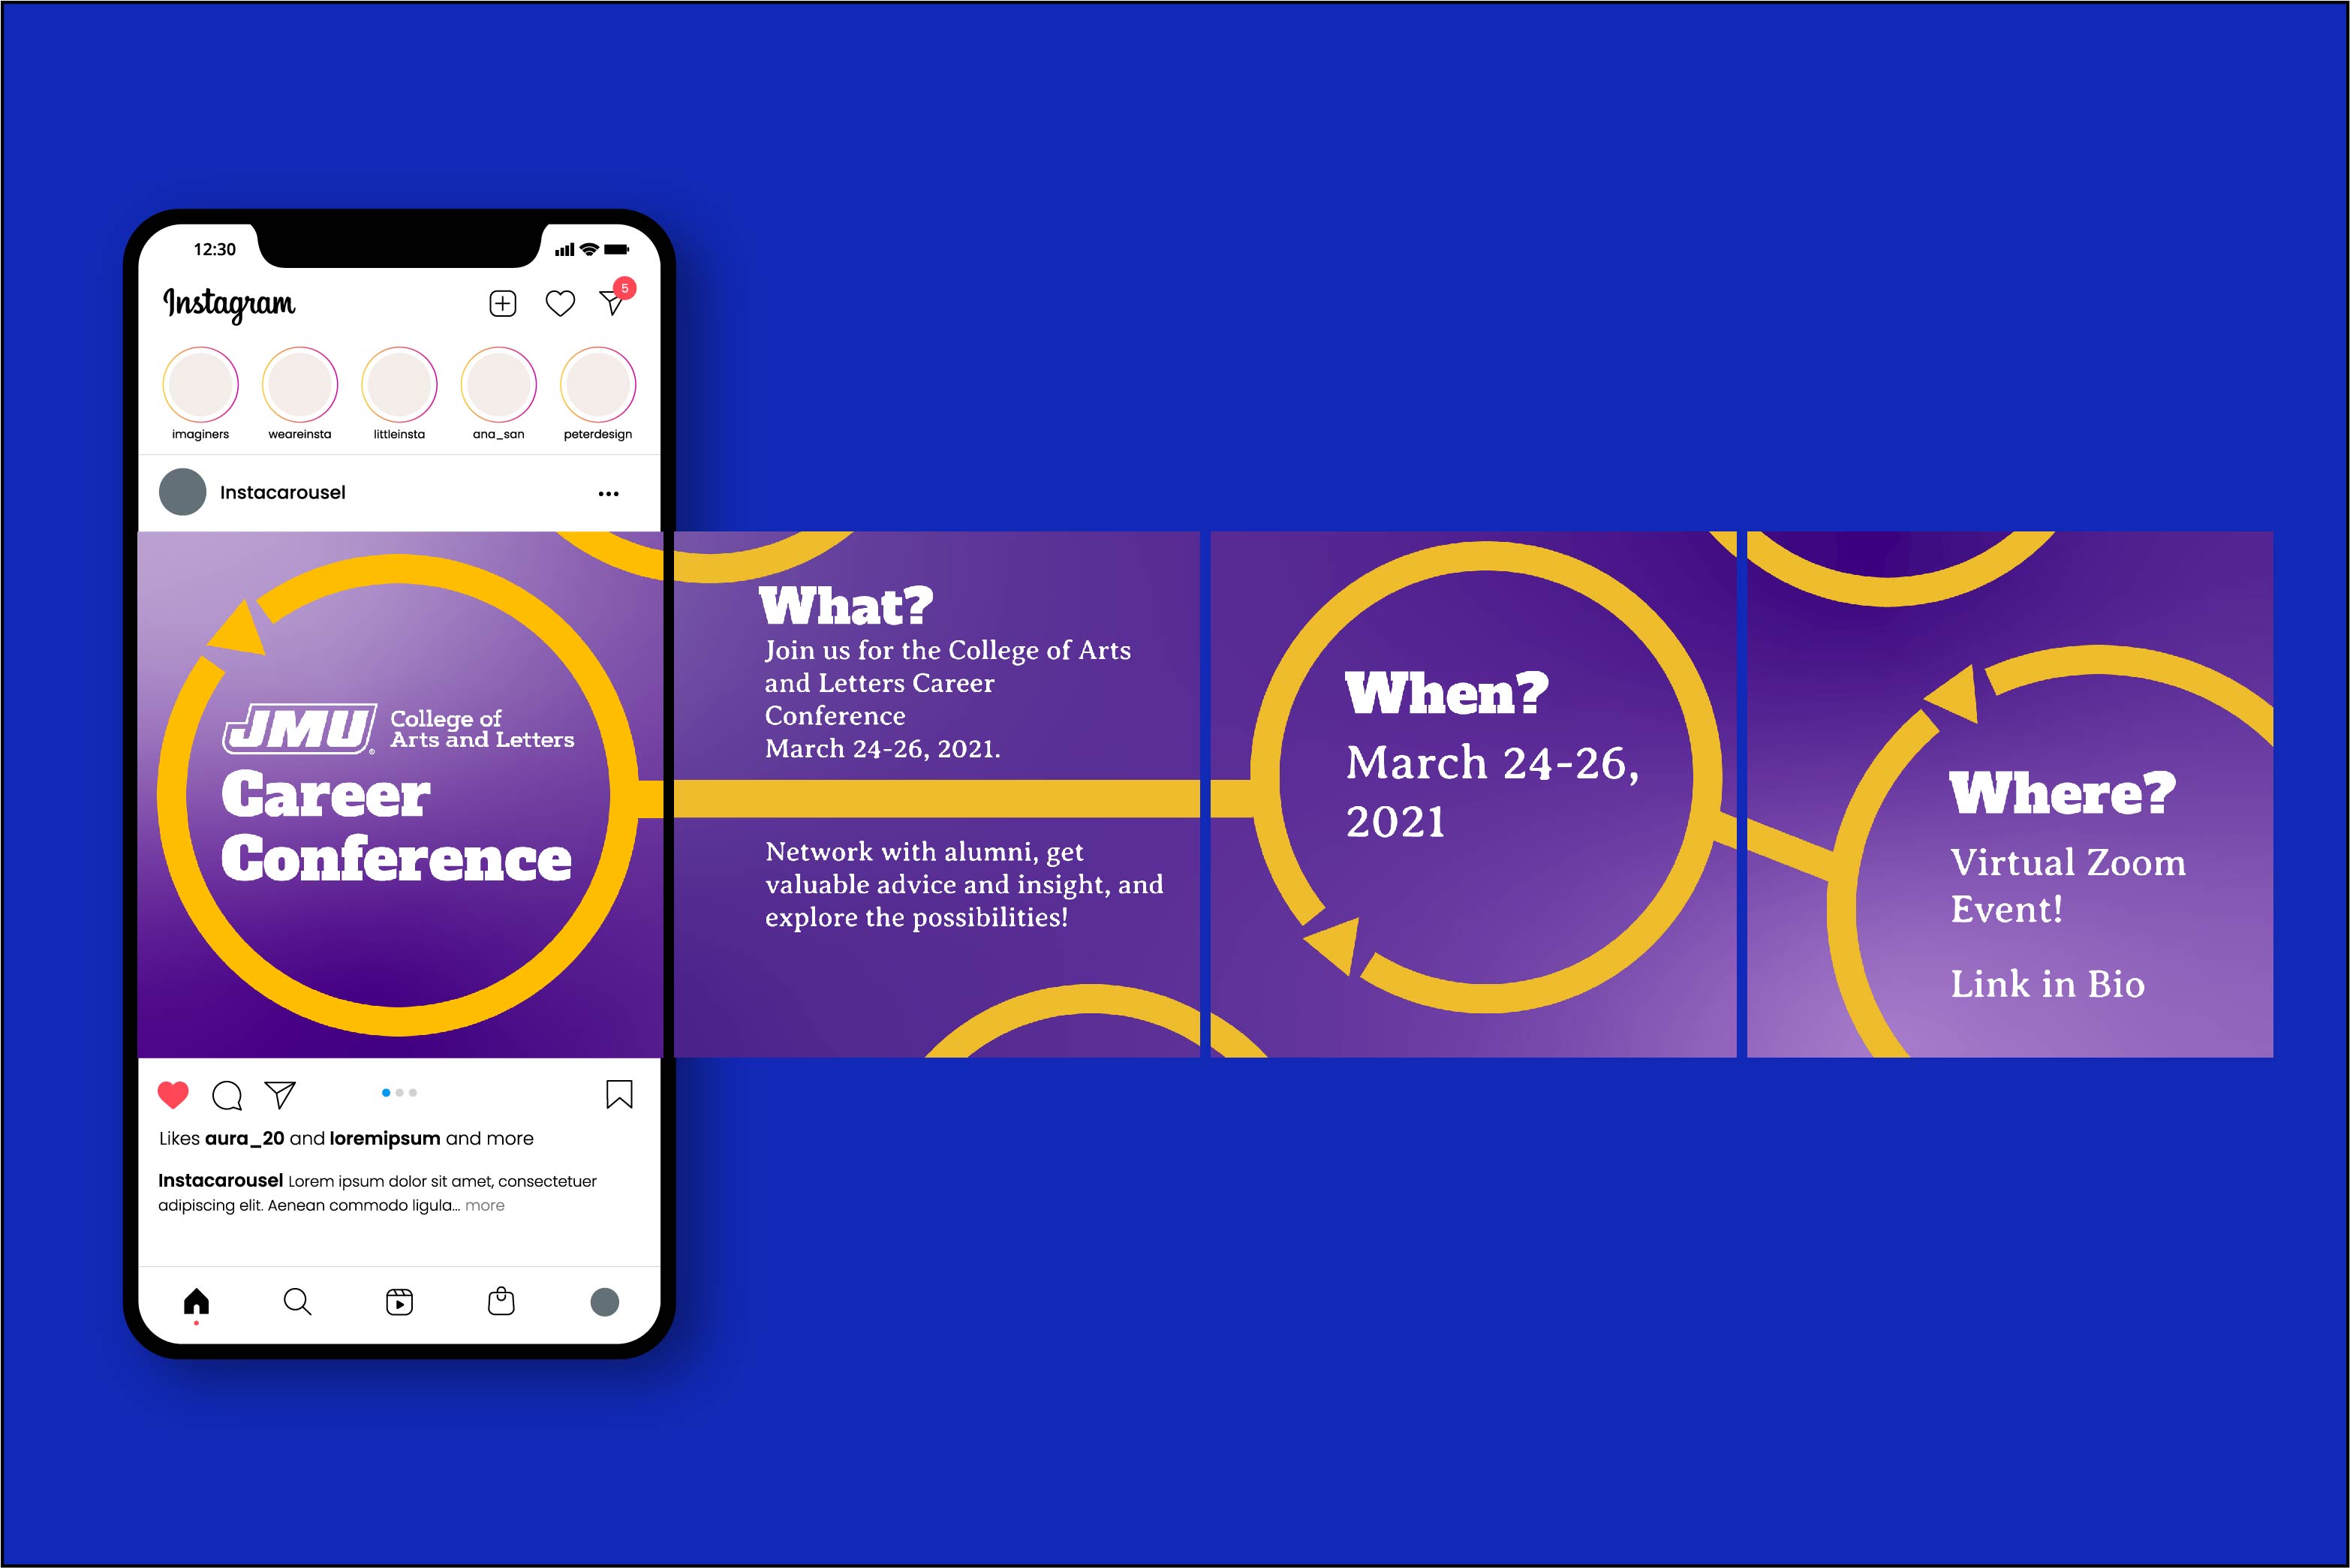 12:30
Instagram
5
imaginers
weareinsta
littleinsta
ana_san
peterdesign
Instacarousel
JMU®
College of
Arts and Letters
Career
Conference
What?
Join us for the College of Arts
and Letters Career
Conference
March 24-26, 2021.
Network with alumni, get
valuable advice and insight, and
explore the possibilities!
When?
March 24-26,
2021
Where?
Virtual Zoom
Event!
Link in Bio
Likes aura_20 and loremipsum and more
Instacarousel Lorem ipsum dolor sit amet, consectetuer
adipiscing elit. Aenean commodo ligula... more